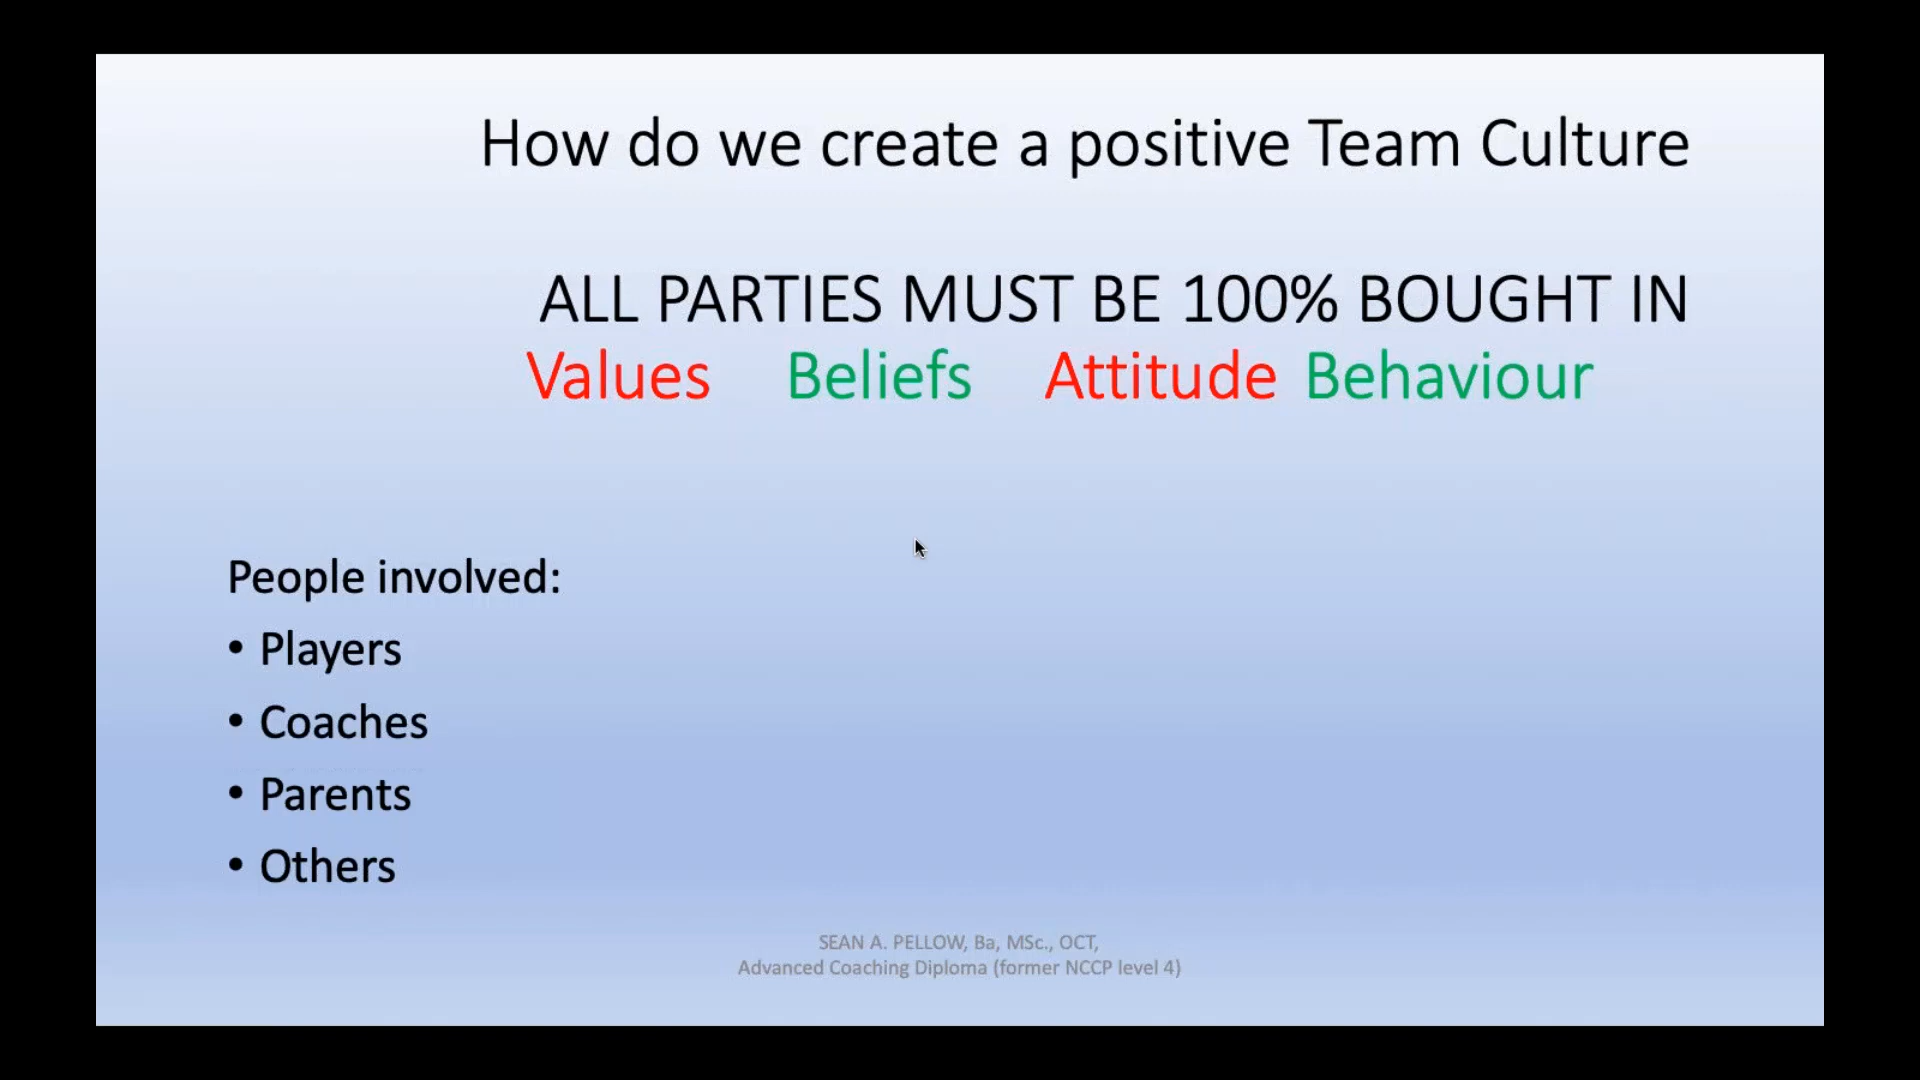 How do we create a positive Team Culture
ALL PARTIES MUST BE 100% BOUGHT IN
Values Beliefs Attitude Behaviour
People involved:
• Players
• Coaches
• Parents
• Others
SEAN A. PELLOW, Ba, MSc., OCT,
Advanced Coaching Diploma (former NCCP level 4)